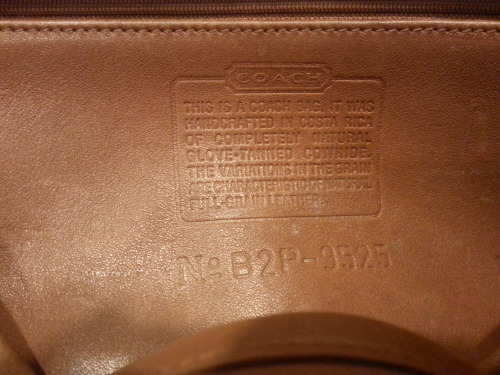 COACH
THIS IS A COACH BAG. IT WAS
HANDCRAFTED IN COSTA RICA
OF COMPLETELY NATURAL
GLOVE-TANNED COWHIDE.
THE VARIATIONS IN THE GRAIN
ARE CHARACTERISTIC OF NATURAL
FULL-GRAIN LEATHER.
No B2P-9525